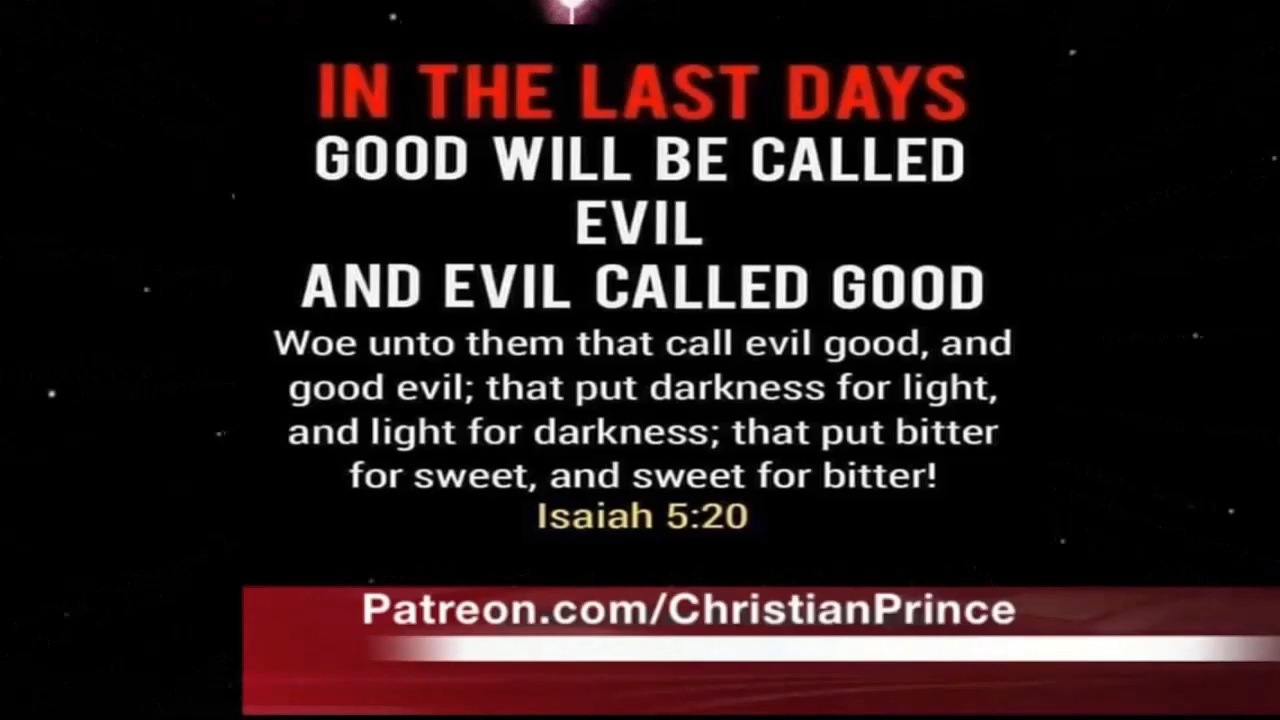 IN THE LAST DAYS
GOOD WILL BE CALLED
EVIL
AND EVIL CALLED GOOD
Woe unto them that call evil good, and
good evil; that put darkness for light,
and light for darkness; that put bitter
for sweet, and sweet for bitter!
Isaiah 5:20
Patreon.com/ChristianPrince